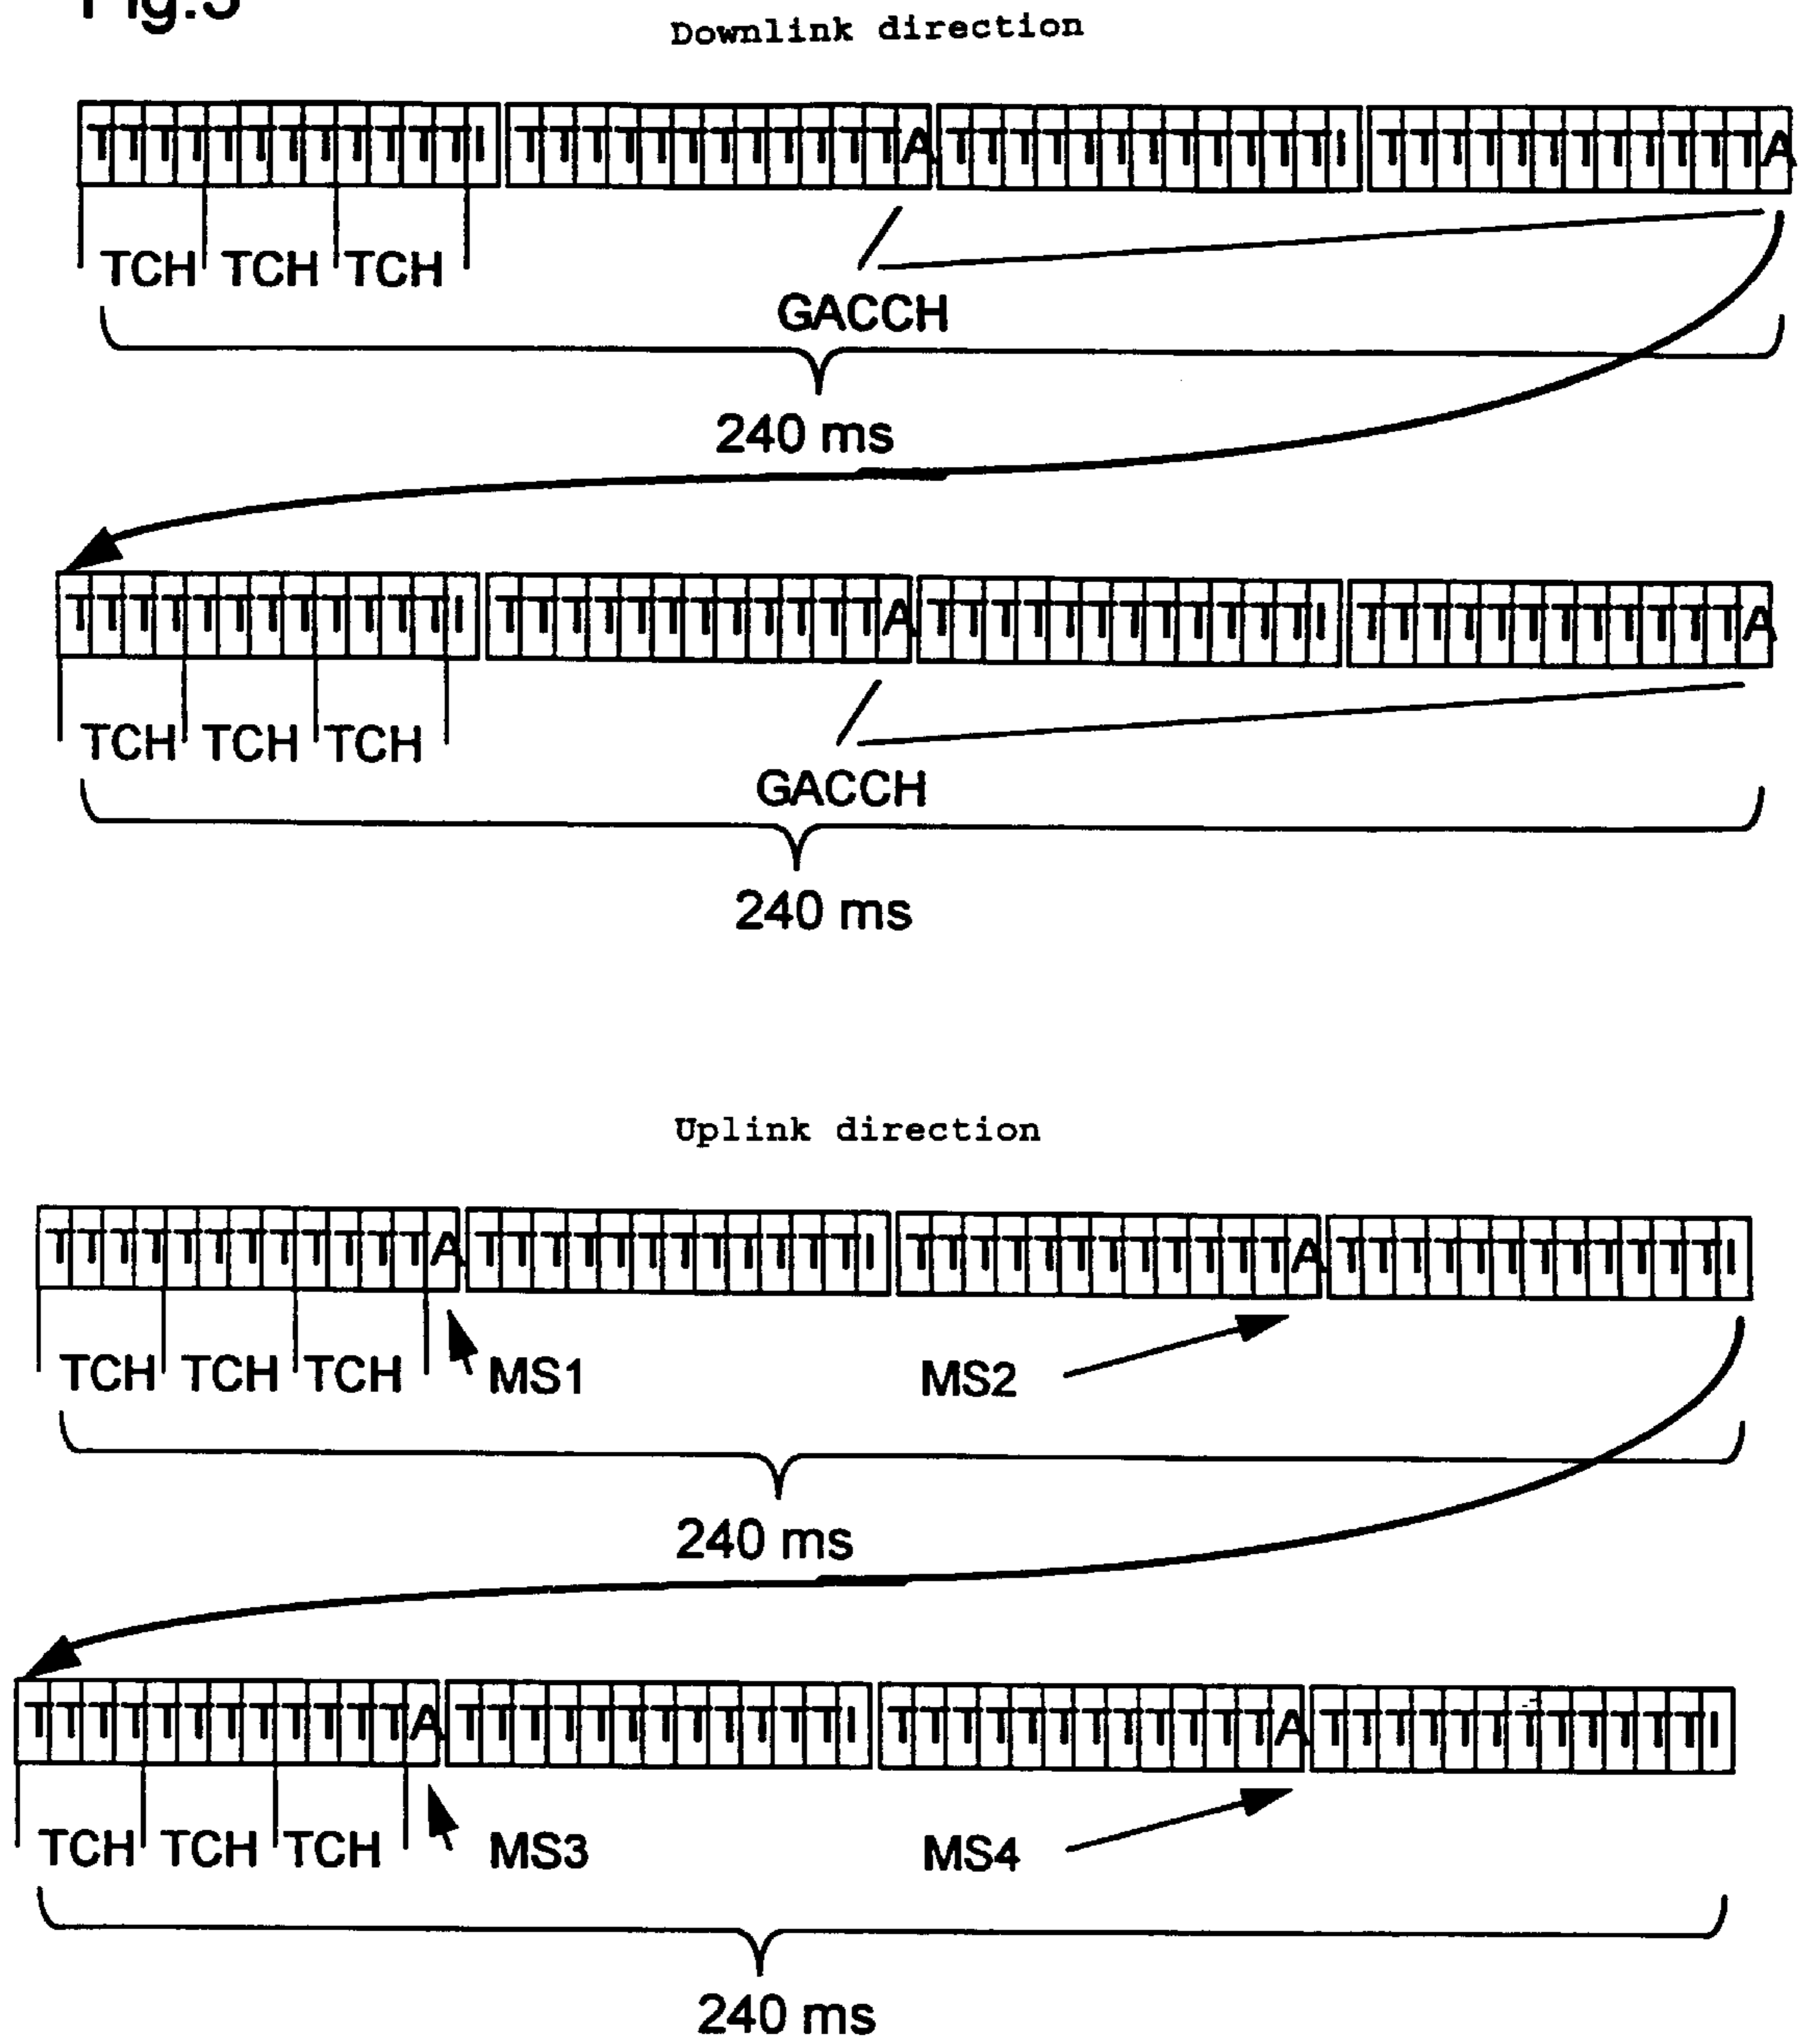 Downlink direction
TTTTTTTTTTTTI TTTTTTTTTTTTA TTTTTTTTTTTTI TTTTTTTTTTTTA
TCH TCH TCH
GACCH
240 ms
TTTTTTTTTTTTI TTTTTTTTTTTTA TTTTTTTTTTTTI TTTTTTTTTTTTA
TCH TCH TCH
GACCH
240 ms
Uplink direction
TTTTTTTTTTTTA TTTTTTTTTTTTI TTTTTTTTTTTTA TTTTTTTTTTTTI
TCH TCH TCH MS1 MS2
240 ms
TTTTTTTTTTTTA TTTTTTTTTTTTI TTTTTTTTTTTTA TTTTTTTTTTTTI
TCH TCH TCH MS3 MS4
240 ms